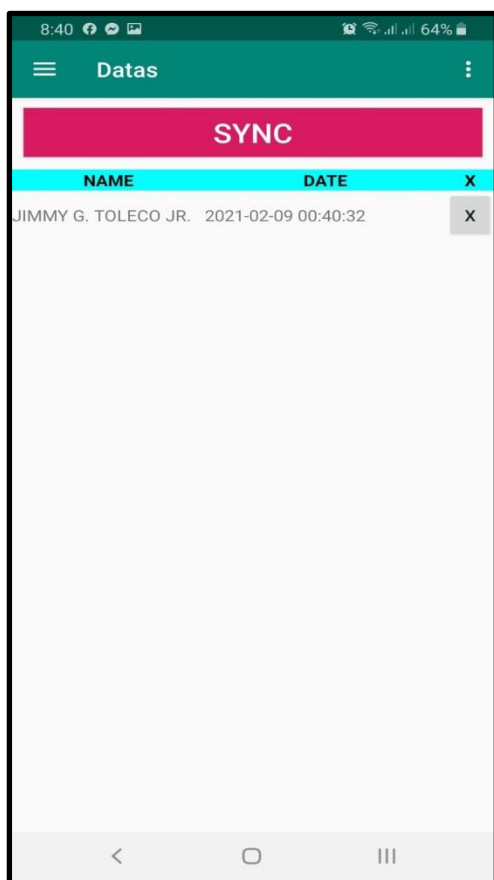 8:40 64%
Datas
SYNC
NAME DATE X
JIMMY G. TOLECO JR. 2021-02-09 00:40:32 X